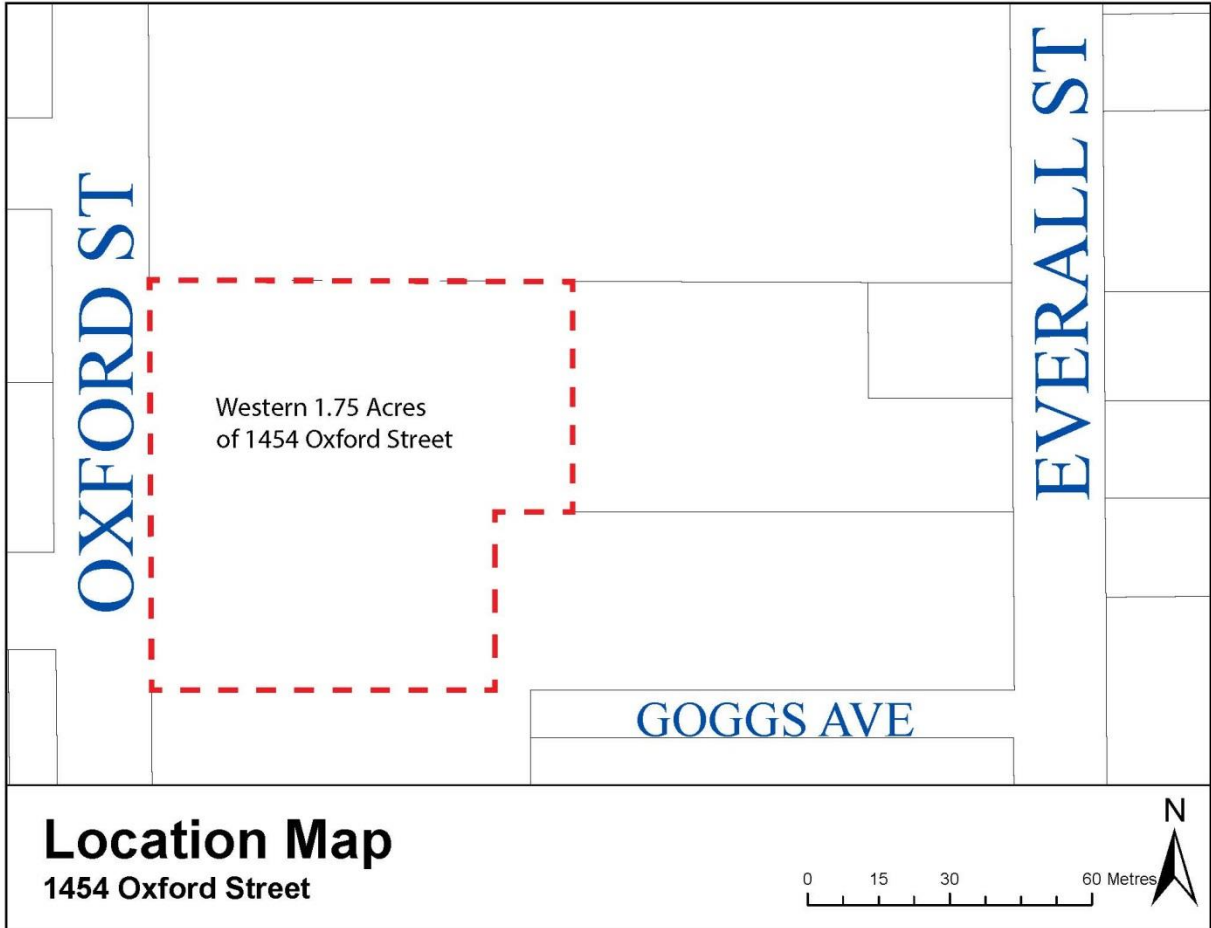 OXFORD ST
EVERALL ST
Western 1.75 Acres
of 1454 Oxford Street
GOGGS AVE
Location Map
1454 Oxford Street
0 15 30 60 Metres
N